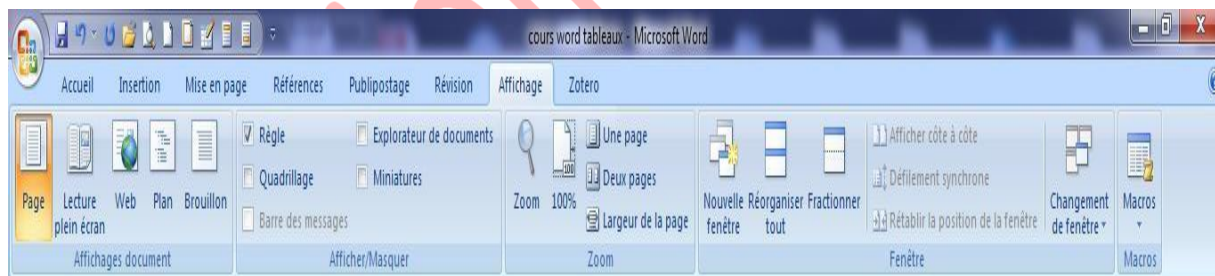 cours word tableaux - Microsoft Word
Accueil Insertion Mise en page Références Publipostage Révision Affichage Zotero
Page
Lecture plein écran
Web
Plan
Brouillon
Affichages document
Règle
Quadrillage
Barre des messages
Explorateur de documents
Miniatures
Afficher/Masquer
Zoom
100
100%
Une page
Deux pages
Largeur de la page
Zoom
Nouvelle fenêtre
Réorganiser tout
Fractionner
Afficher côte à côte
Défilement synchrone
Rétablir la position de la fenêtre
Changement de fenêtre
Fenêtre
Macros
Macros